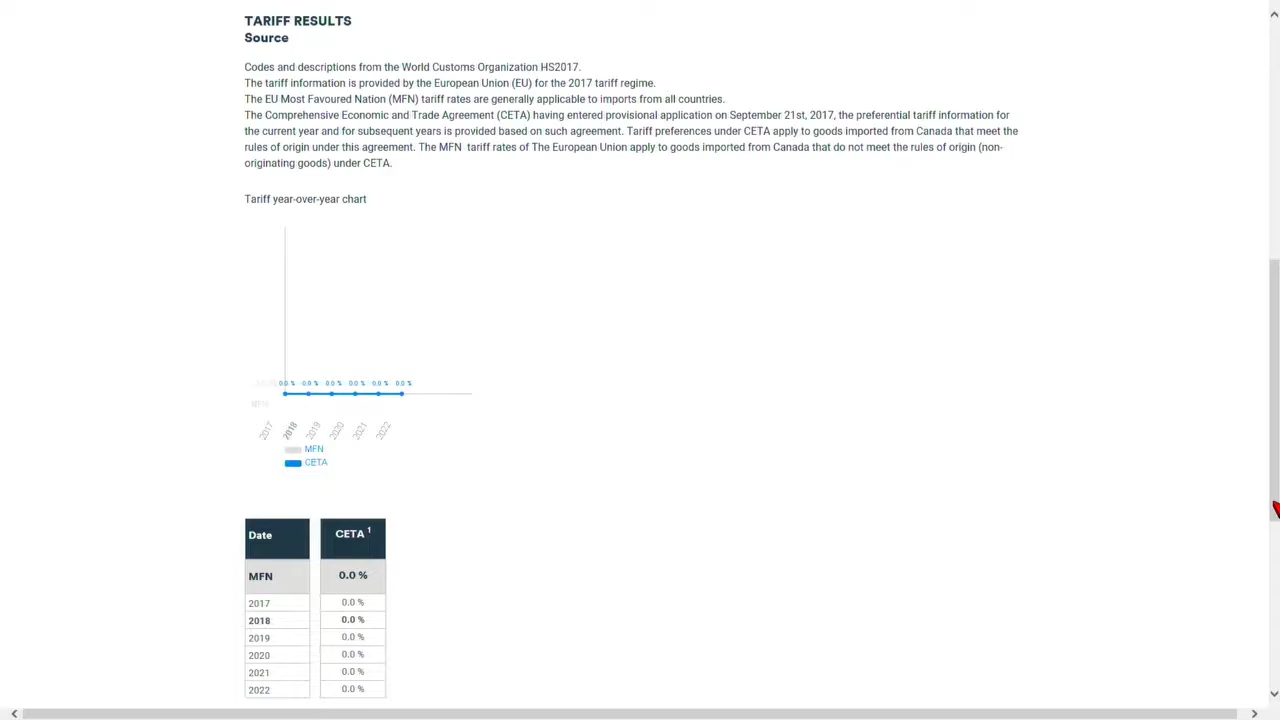 TARIFF RESULTS
Source
Codes and descriptions from the World Customs Organization HS2017.
The tariff information is provided by the European Union (EU) for the 2017 tariff regime.
The EU Most Favoured Nation (MFN) tariff rates are generally applicable to imports from all countries.
The Comprehensive Economic and Trade Agreement (CETA) having entered provisional application on September 21st, 2017, the preferential tariff information for
the current year and for subsequent years is provided based on such agreement. Tariff preferences under CETA apply to goods imported from Canada that meet the
rules of origin under this agreement. The MFN  tariff rates of The European Union apply to goods imported from Canada that do not meet the rules of origin (non-
originating goods) under CETA.
Tariff year-over-year chart
0.0 % 0.0 % 0.0 % 0.0 % 0.0 % 0.0 %
MFN
2017 2018 2019 2020 2021 2022
MFN
CETA
Date CETA 1
MFN 0.0 %
2017 0.0 %
2018 0.0 %
2019 0.0 %
2020 0.0 %
2021 0.0 %
2022 0.0 %